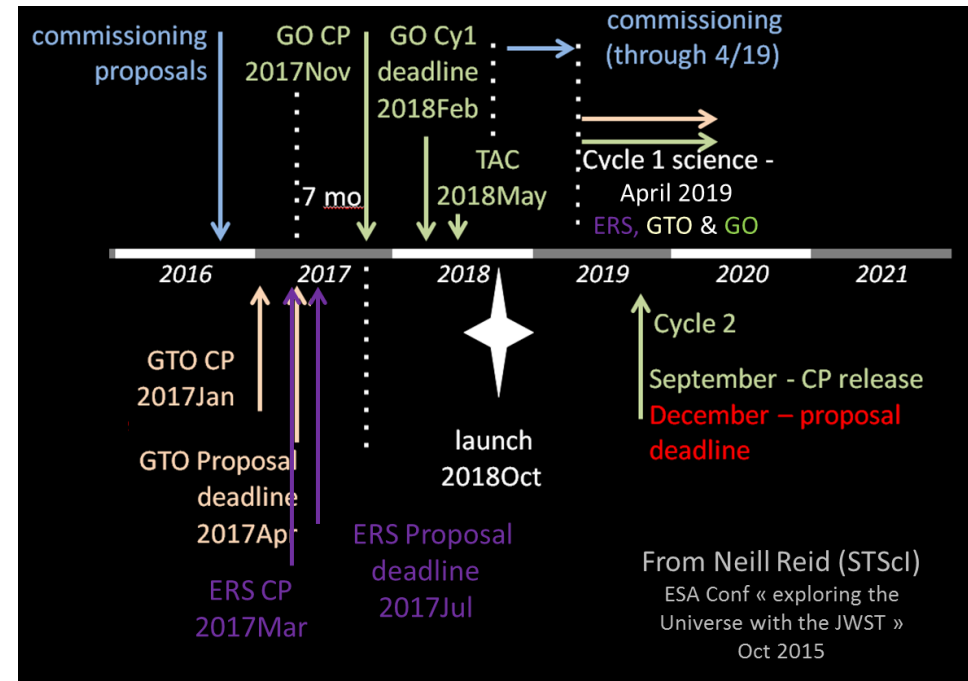 commissioning
proposals
GO CP
2017Nov
GO Cy1
deadline
2018Feb
commissioning
(through 4/19)
7 mo
TAC
2018May
Cycle 1 science -
April 2019
ERS, GTO & GO
2016
2017
2018
2019
2020
2021
GTO CP
2017Jan
GTO Proposal
deadline
2017Apr
ERS CP
2017Mar
ERS Proposal
deadline
2017Jul
launch
2018Oct
Cycle 2
September - CP release
December – proposal
deadline
From Neill Reid (STScI)
ESA Conf « exploring the
Universe with the JWST »
Oct 2015